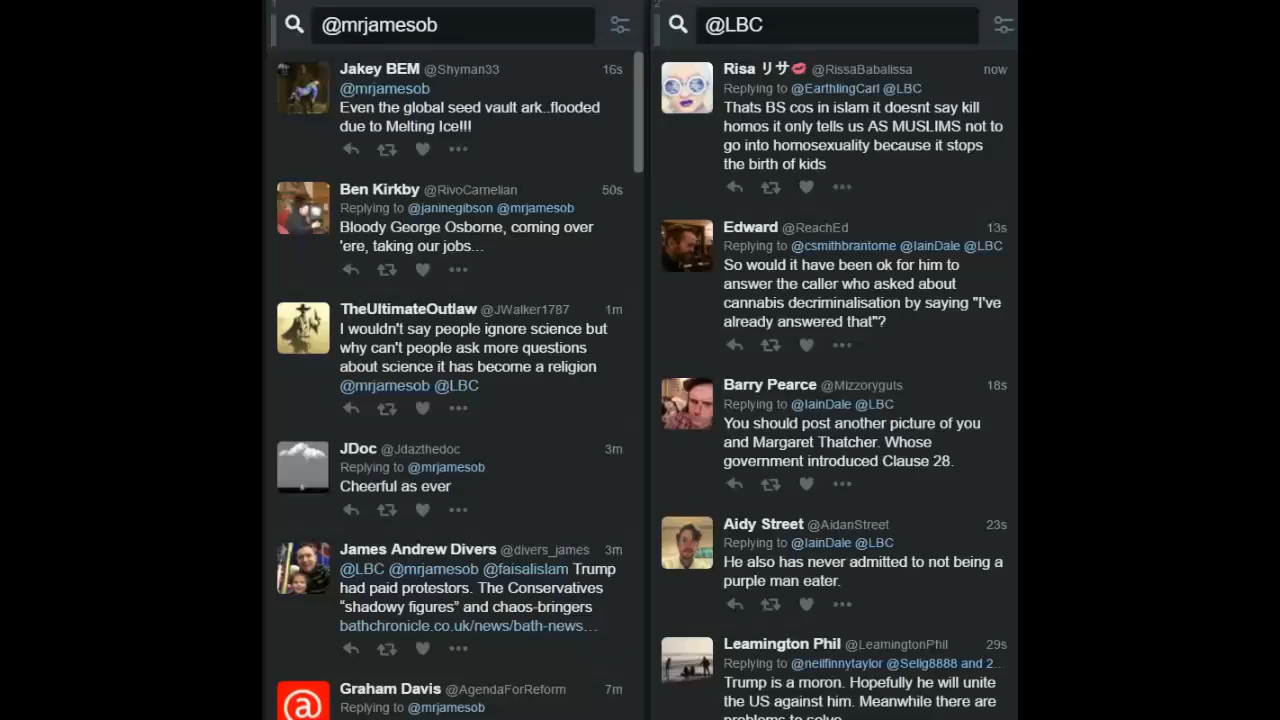 @mrjamesob
Jakey BEM @Shyman33 16s
@mrjamesob
Even the global seed vault ark..flooded
due to Melting Ice!!!
Ben Kirkby @RivoCarnelian 50s
Replying to @janinegibson @mrjamesob
Bloody George Osborne, coming over
'ere, taking our jobs...
TheUltimateOutlaw @JWalker1787 1m
I wouldn't say people ignore science but
why can't people ask more questions
about science it has become a religion
@mrjamesob @LBC
JDoc @Jdazthedoc 3m
Replying to @mrjamesob
Cheerful as ever
James Andrew Divers @divers_james 3m
@LBC @mrjamesob @faisalislam Trump
had paid protestors. The Conservatives
“shadowy figures” and chaos-bringers
bathchronicle.co.uk/news/bath-news…
Graham Davis @AgendaForReform 7m
Replying to @mrjamesob
@LBC
Risa リサ💋 @RissaBabalissa now
Replying to @EarthlingCarl @LBC
Thats BS cos in islam it doesnt say kill
homos it only tells us AS MUSLIMS not to
go into homosexuality because it stops
the birth of kids
Edward @ReachEd 13s
Replying to @csmithbrantome @IainDale @LBC
So would it have been ok for him to
answer the caller who asked about
cannabis decriminalisation by saying "I've
already answered that"?
Barry Pearce @Mizzoryguts 18s
Replying to @IainDale @LBC
You should post another picture of you
and Margaret Thatcher. Whose
government introduced Clause 28.
Aidy Street @AidanStreet 23s
Replying to @IainDale @LBC
He also has never admitted to not being a
purple man eater.
Leamington Phil @LeamingtonPhil 29s
Replying to @neilfinnytaylor @Selig8888 and 2...
Trump is a moron. Hopefully he will unite
the US against him. Meanwhile there are
problems to solve